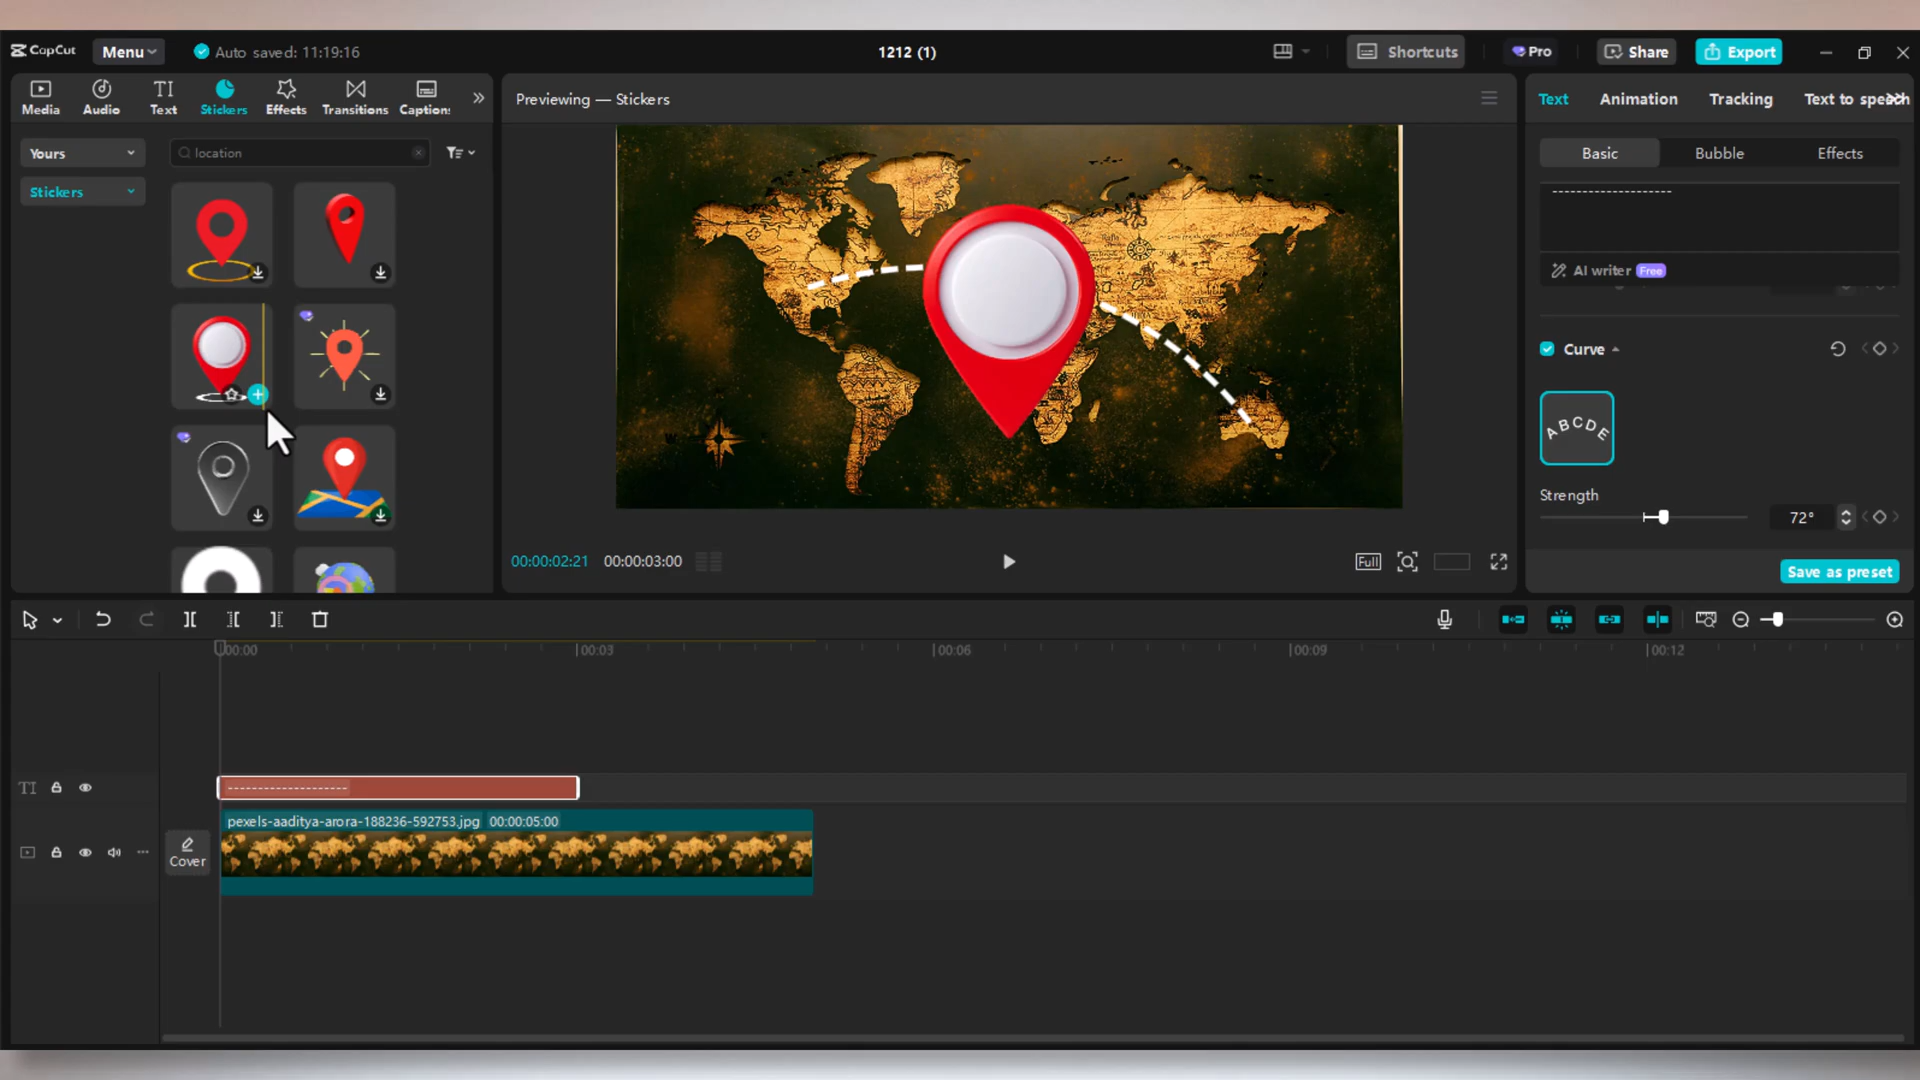 CapCut Menu Auto saved: 11:19:16 1212 (1) Shortcuts Pro Share Export
Media Audio Text Stickers Effects Transitions Caption:
Previewing — Stickers
Text Animation Tracking Text to speech
Yours
location
Basic Bubble Effects
Stickers
--------------------
AI writer Free
Curve
ABCDE
Strength
72°
00:00:02:21 00:00:03:00
Full
Save as preset
00:00 00:03 00:06 00:09 00:12
TI
--------------------
pexels-aaditya-arora-188236-592753.jpg 00:00:05:00
Cover